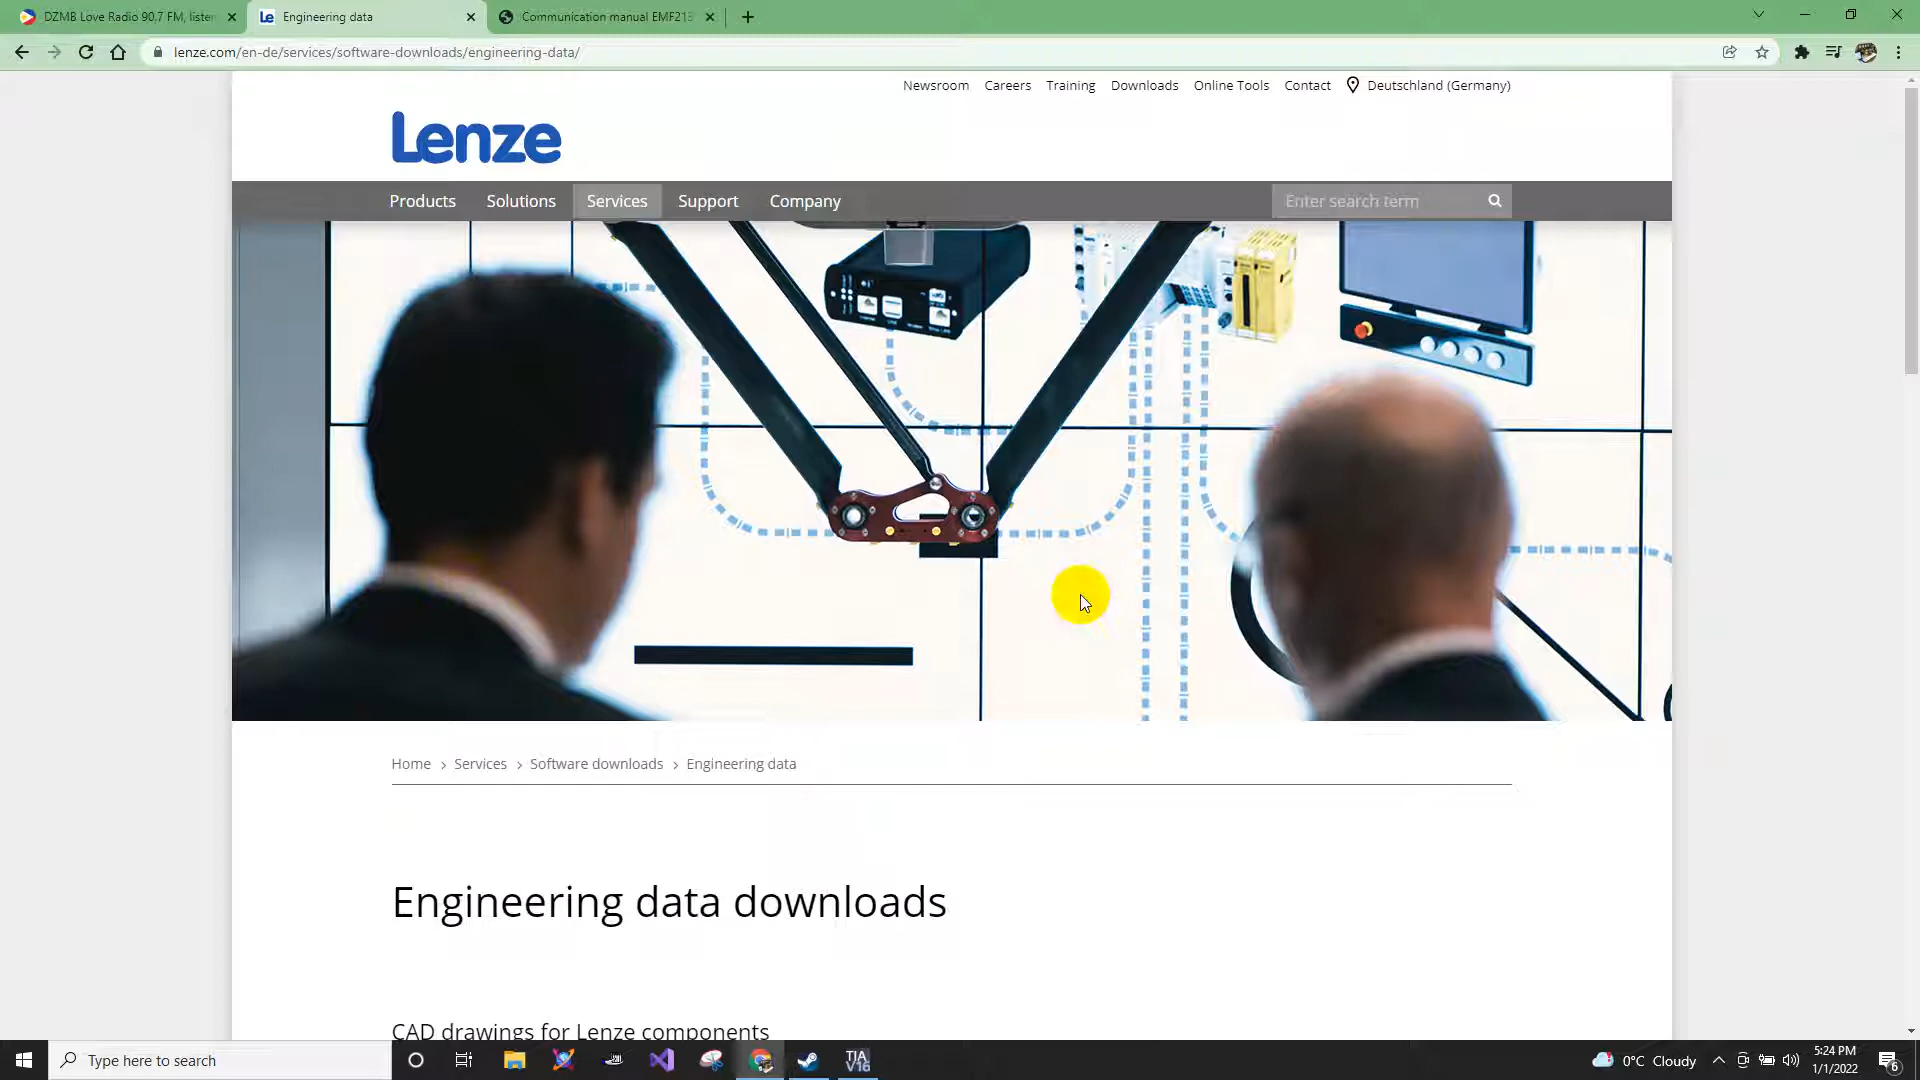 DZMB Love Radio 90.7 FM, listen
Engineering data
Communication manual EMF213
lenze.com/en-de/services/software-downloads/engineering-data/
Newsroom Careers Training Downloads Online Tools Contact Deutschland (Germany)
Lenze
Products Solutions Services Support Company Enter search term
Home > Services > Software downloads > Engineering data
Engineering data downloads
CAD drawings for Lenze components
Type here to search
TIA
V16
0°C Cloudy
5:24 PM
1/1/2022
6